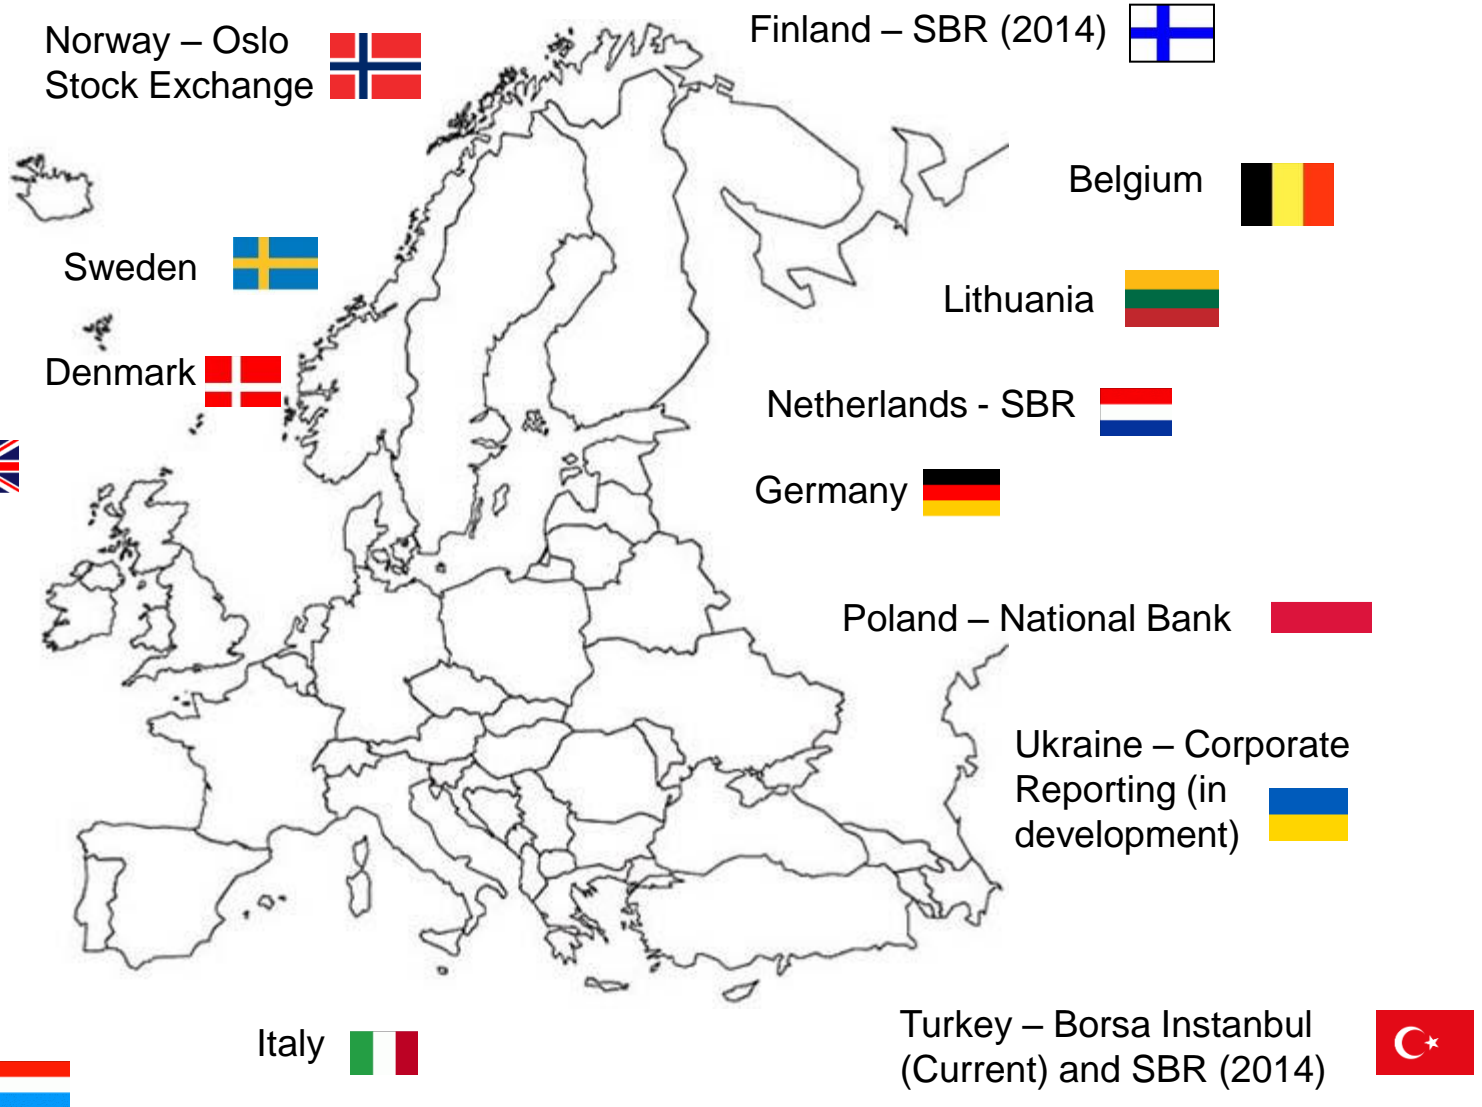 Norway – Oslo
Stock Exchange
Finland – SBR (2014)
Belgium
Sweden
Lithuania
Denmark
Netherlands - SBR
Germany
Poland – National Bank
Ukraine – Corporate
Reporting (in
development)
Italy
Turkey – Borsa Instanbul
(Current) and SBR (2014)